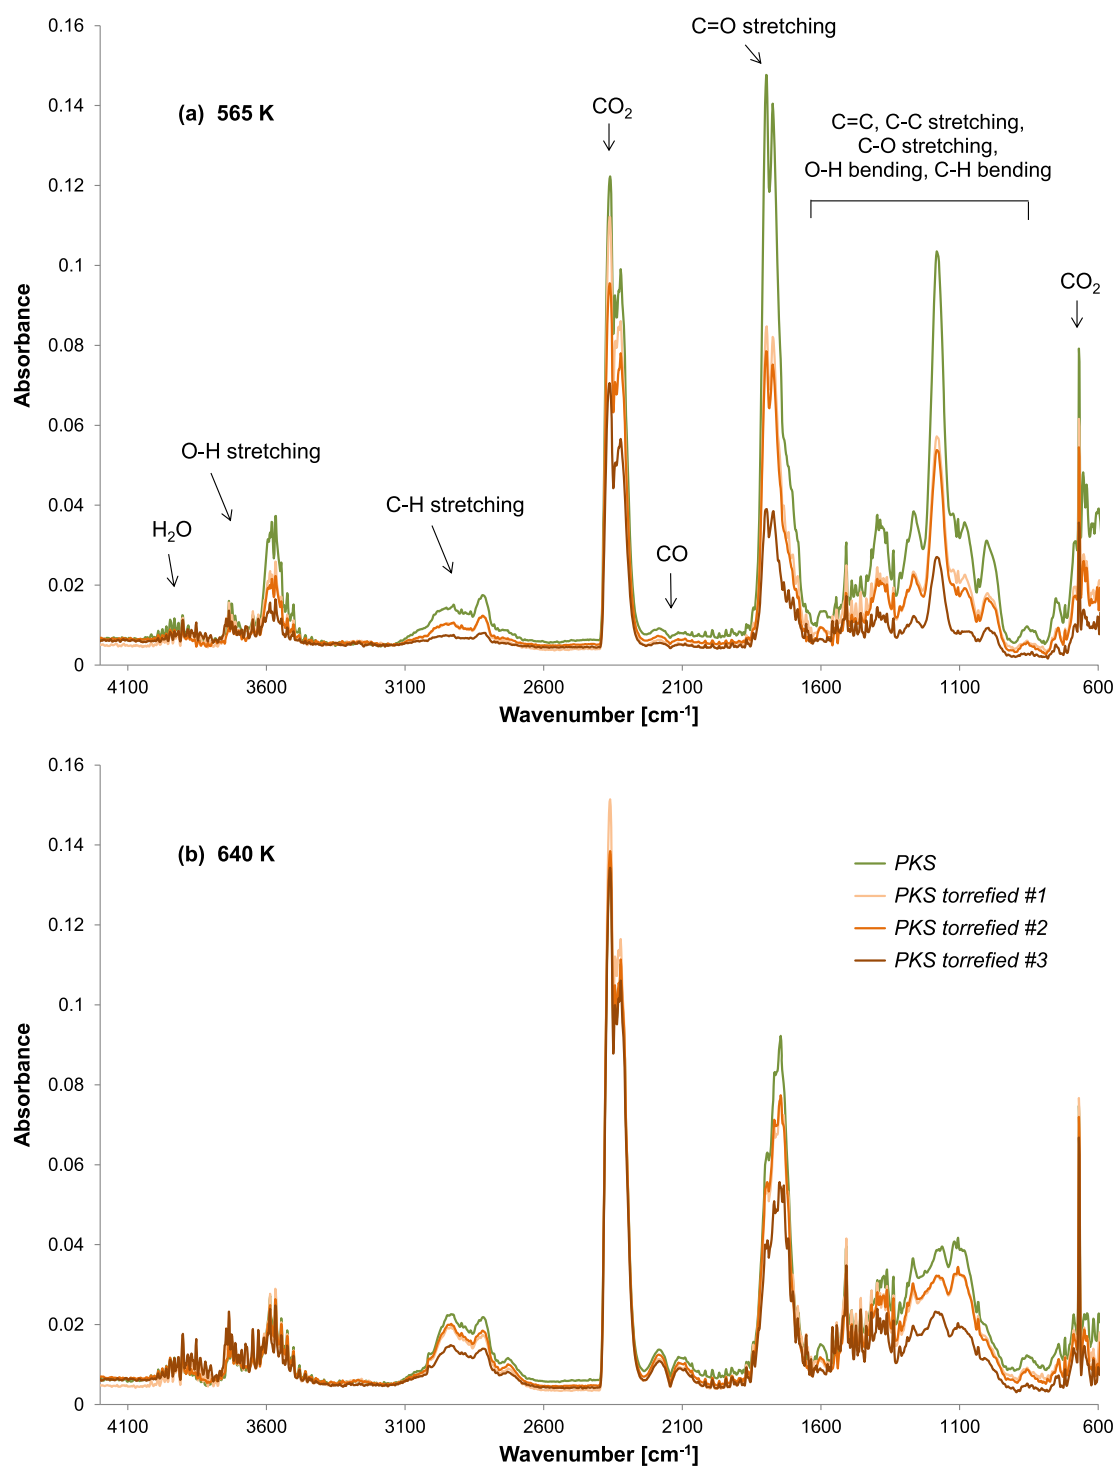 0.16
0.14
0.12
0.1
0.08
0.06
0.04
0.02
0
Absorbance
(a) 565 K
C=O stretching
CO₂
C=C, C-C stretching,
C-O stretching,
O-H bending, C-H bending
CO₂
O-H stretching
H₂O
C-H stretching
CO
4100 3600 3100 2600 2100 1600 1100 600
Wavenumber [cm⁻¹]
0.16
0.14
0.12
0.1
0.08
0.06
0.04
0.02
0
Absorbance
(b) 640 K
PKS
PKS torrefied #1
PKS torrefied #2
PKS torrefied #3
4100 3600 3100 2600 2100 1600 1100 600
Wavenumber [cm⁻¹]